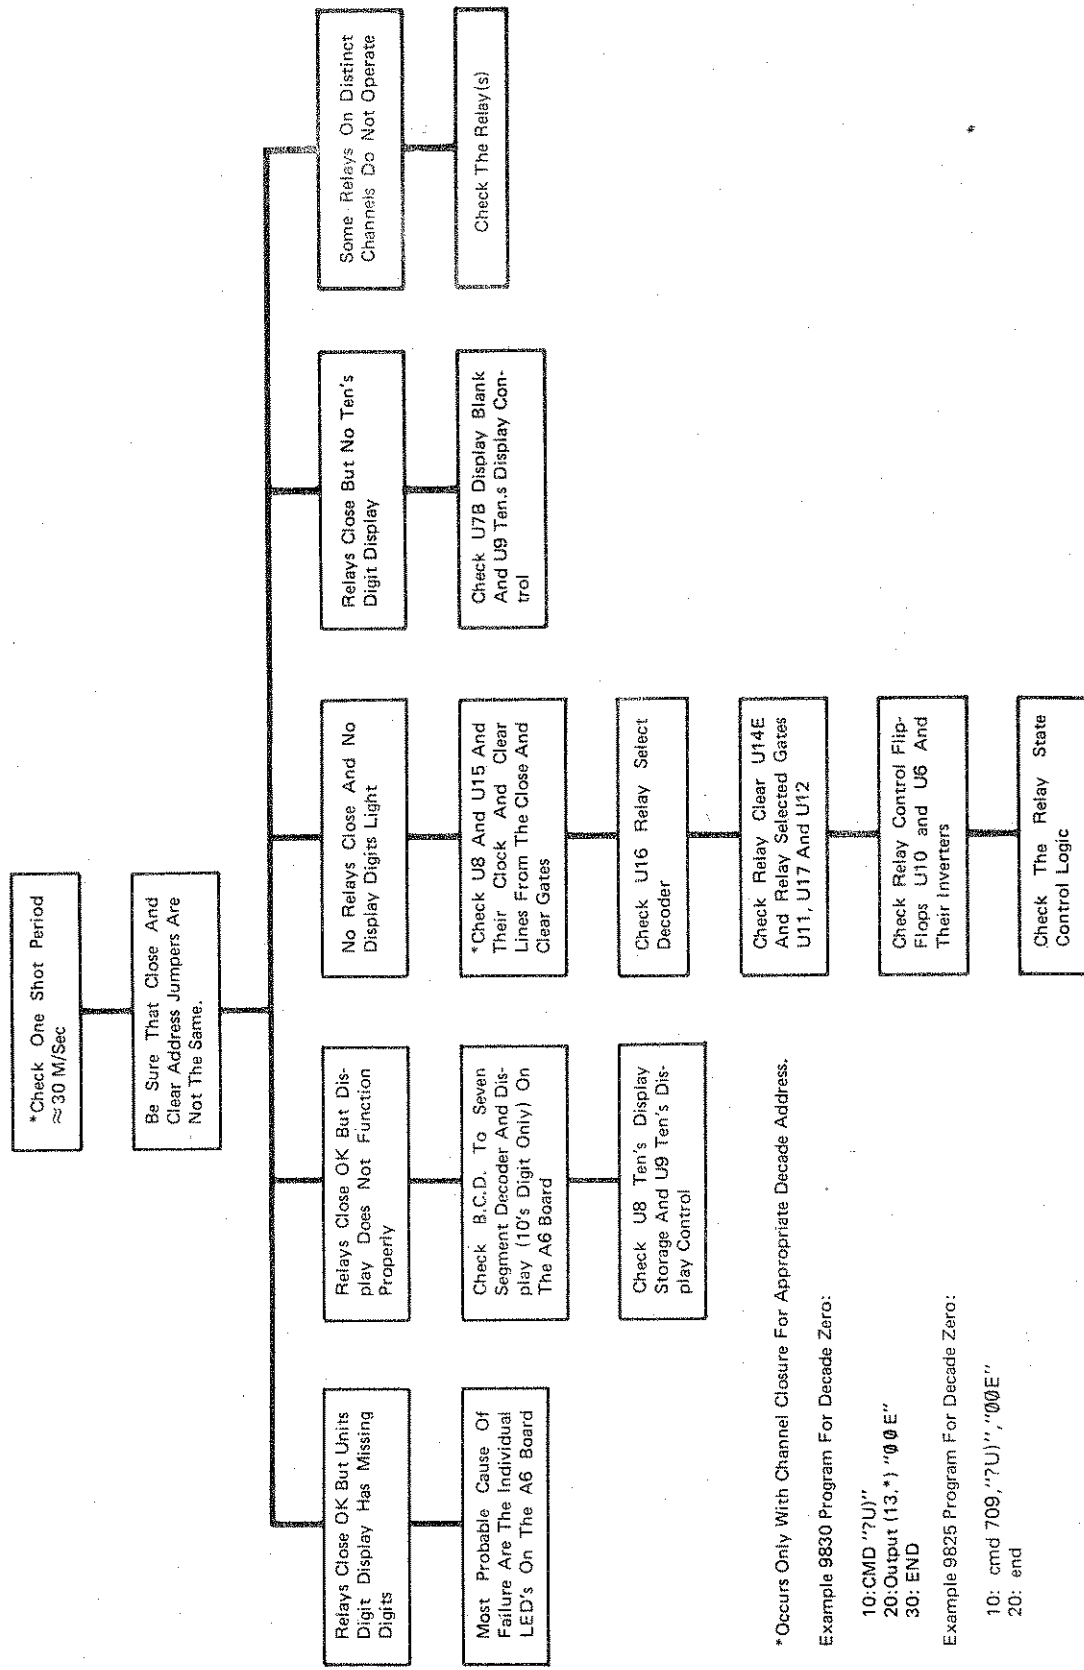 *Check One Shot Period
≈30 M/Sec
Be Sure That Close And
Clear Address Jumpers Are
Not The Same.
Relays Close OK But Units
Digit Display Has Missing
Digits
Most Probable Cause Of
Failure Are The Individual
LED's On The A6 Board
Relays Close OK But Dis-
play Does Not Function
Properly
Check B.C.D. To Seven
Segment Decoder And Dis-
play (10's Digit Only) On
The A6 Board
Check U8 Ten's Display
Storage And U9 Ten's Dis-
play Control
No Relays Close And No
Display Digits Light
*Check U8 And U15 And
Their Clock And Clear
Lines From The Close And
Clear Gates
Check U16 Relay Select
Decoder
Check Relay Clear U14E
And Relay Selected Gates
U11, U17 And U12
Check Relay Control Flip-
Flops U10 and U6 And
Their Inverters
Check The Relay State
Control Logic
Relays Close But No Ten's
Digit Display
Check U7B Display Blank
And U9 Ten,s Display Con-
trol
Some Relays On Distinct
Channels Do Not Operate
Check The Relay(s)
*Occurs Only With Channel Closure For Appropriate Decade Address.
Example 9830 Program For Decade Zero:
10:CMD "?U)"
20:Output (13,*) "00E"
30: END
Example 9825 Program For Decade Zero:
10: cmd 709,"?U)","00E"
20: end